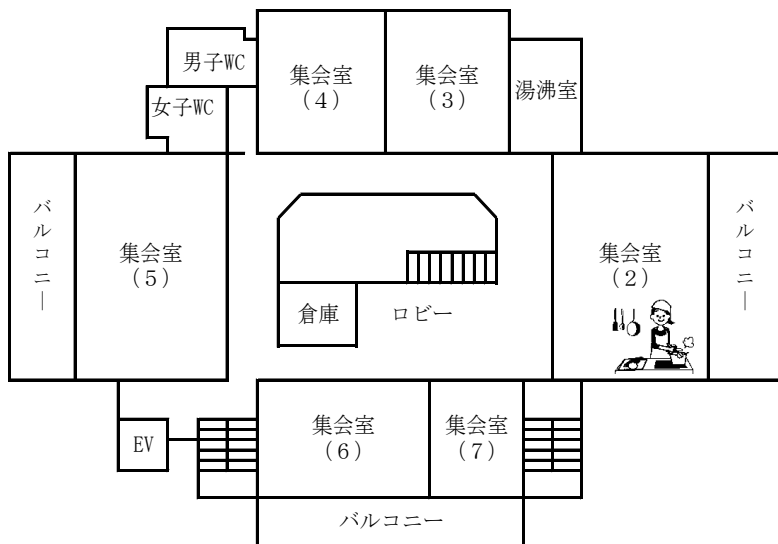 男子WC
集会室
（４）
集会室
（３）
湯沸室
女子WC
バルコニー
集会室
（５）
倉庫
ロビー
集会室
（２）
バルコニー
EV
集会室
（６）
集会室
（７）
バルコニー